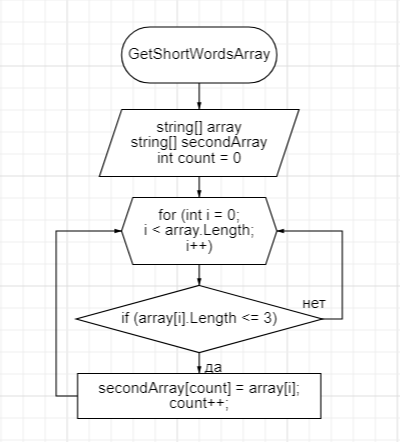 GetShortWordsArray
string[] array
string[] secondArray
int count = 0
for (int i = 0;
i < array.Length;
i++)
нет
if (array[i].Length <= 3)
да
secondArray[count] = array[i];
count++;